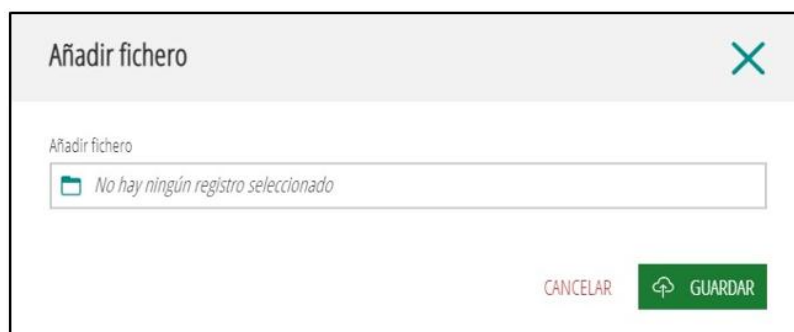 Añadir fichero
Añadir fichero
No hay ningún registro seleccionado
CANCELAR GUARDAR